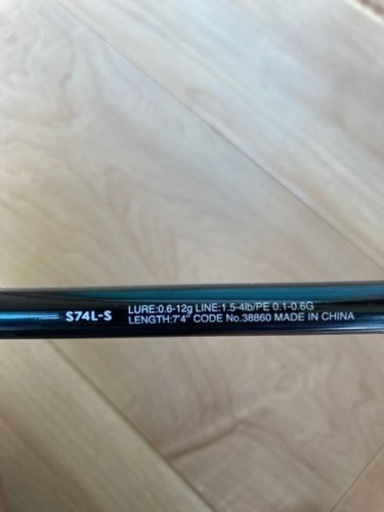 S74L-S
LURE:0.6-12g LINE:1.5-4lb/PE 0.1-0.6G
LENGTH:7'4" CODE No.38860 MADE IN CHINA